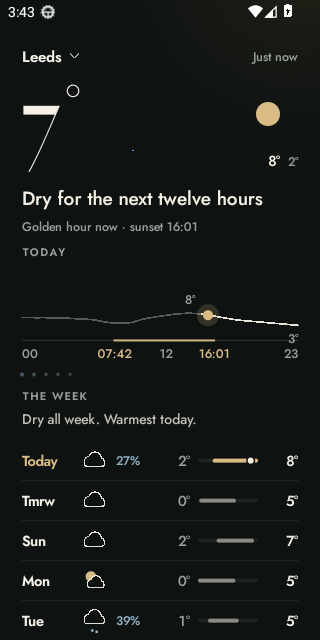 3:43
Leeds
Just now
7°
8° 2°
Dry for the next twelve hours
Golden hour now · sunset 16:01
TODAY
8°
3°
00 07:42 12 16:01 23
THE WEEK
Dry all week. Warmest today.
Today 27% 2° 8°
Tmrw 0° 5°
Sun 2° 7°
Mon 0° 5°
Tue 39% 1° 5°